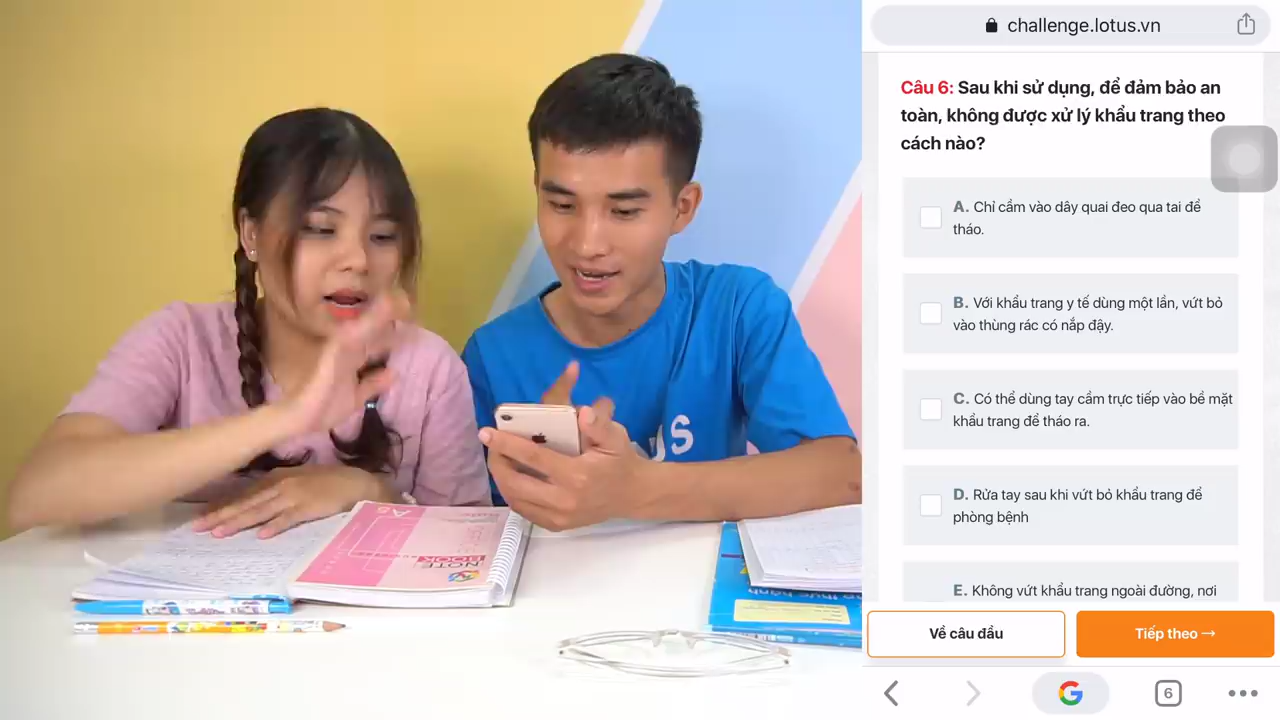 challenge.lotus.vn
Câu 6: Sau khi sử dụng, để đảm bảo an
toàn, không được xử lý khẩu trang theo
cách nào?
A. Chỉ cầm vào dây quai đeo qua tai để
tháo.
B. Với khẩu trang y tế dùng một lần, vứt bỏ
vào thùng rác có nắp đậy.
C. Có thể dùng tay cầm trực tiếp vào bề mặt
khẩu trang để tháo ra.
D. Rửa tay sau khi vứt bỏ khẩu trang để
phòng bệnh
E. Không vứt khẩu trang ngoài đường, nơi
Về câu đầu
Tiếp theo →
6
NOTE
BOOK